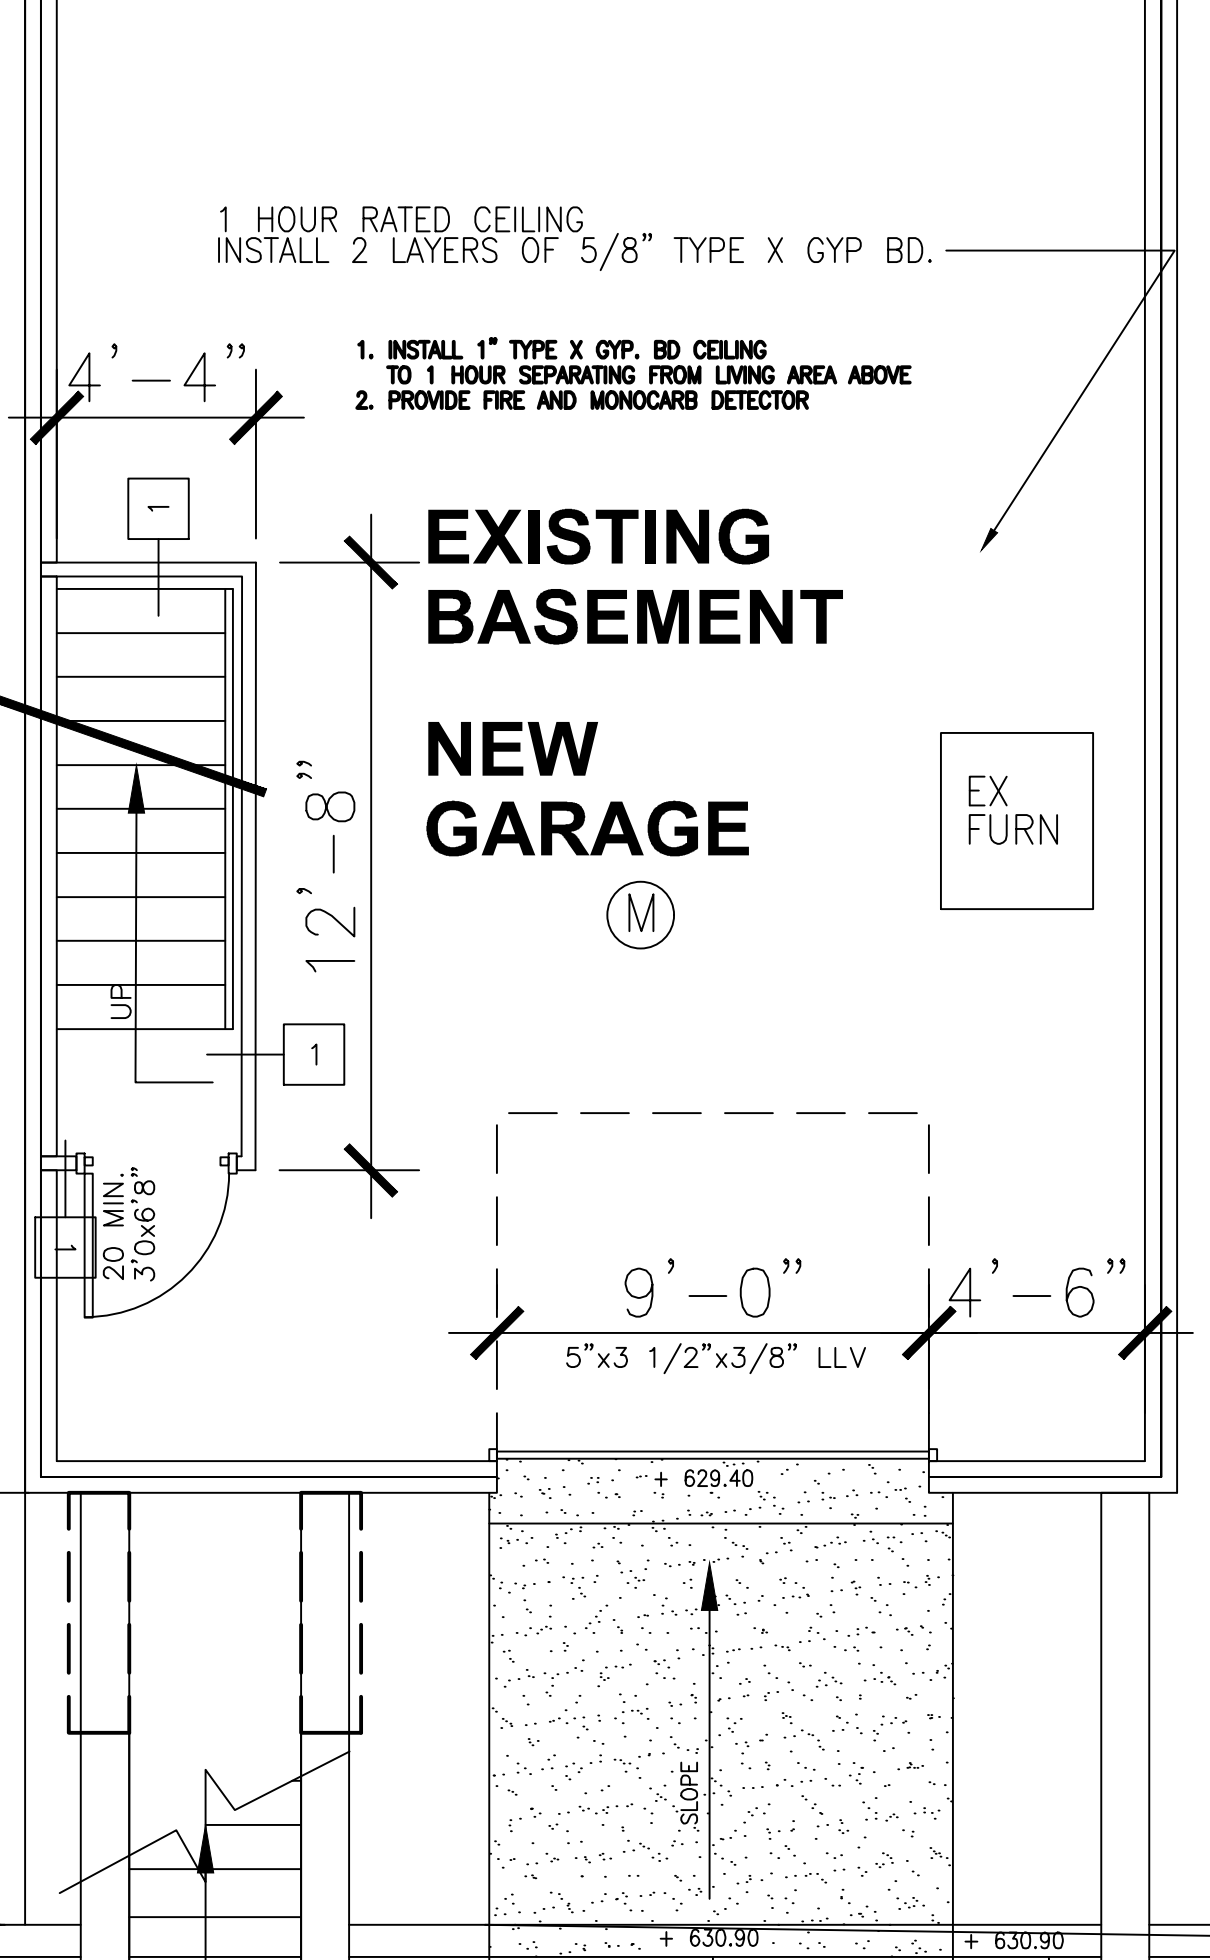 1 HOUR RATED CEILING
INSTALL 2 LAYERS OF 5/8" TYPE X GYP BD.
4'-4"
1. INSTALL 1" TYPE X GYP. BD CEILING
TO 1 HOUR SEPARATING FROM LIVING AREA ABOVE
2. PROVIDE FIRE AND MONOCARB DETECTOR
1
EXISTING
BASEMENT
NEW
GARAGE
12'-8"
EX
FURN
M
UP
1
20 MIN.
3'0x6'8"
1
9'-0"
4'-6"
5"x3 1/2"x3/8" LLV
+ 629.40
SLOPE
+ 630.90
+ 630.90